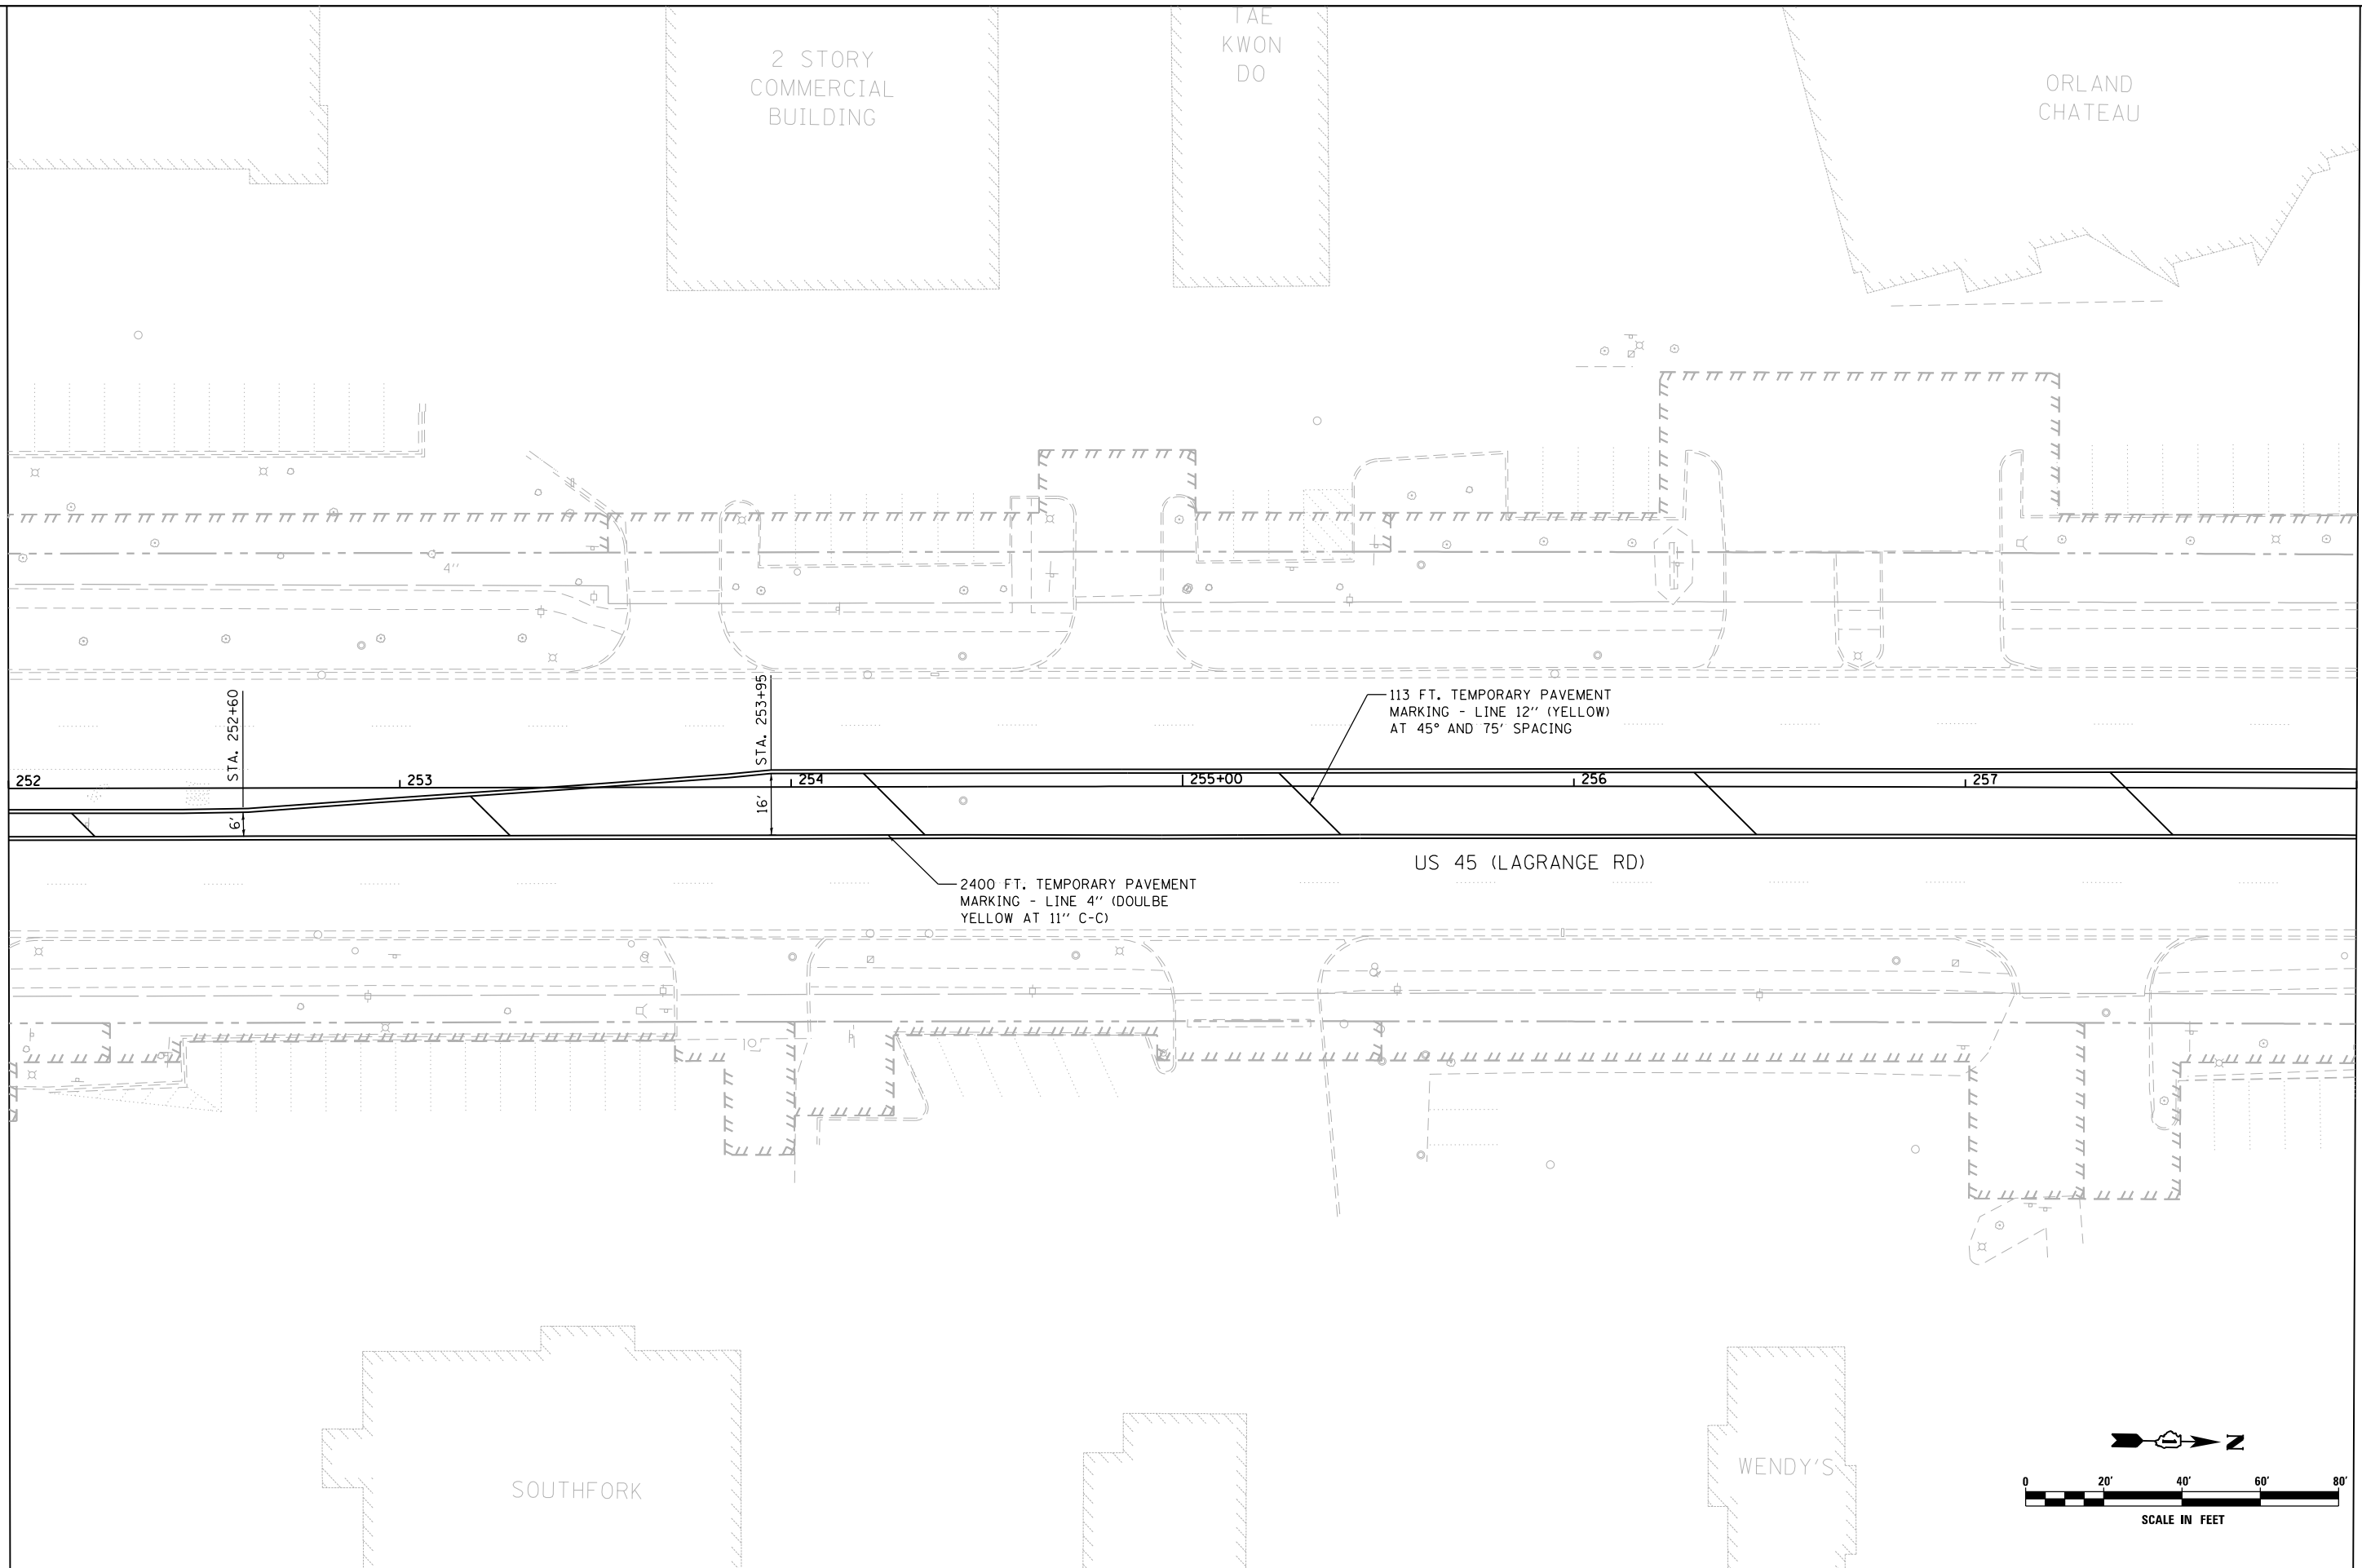 TAE
KWON
DO
2 STORY
COMMERCIAL
BUILDING
ORLAND
CHATEAU
4''
STA. 252+60
STA. 253+95
113 FT. TEMPORARY PAVEMENT
MARKING - LINE 12'' (YELLOW)
AT 45° AND 75' SPACING
252
253
254
255+00
256
257
6'
16'
US 45 (LAGRANGE RD)
2400 FT. TEMPORARY PAVEMENT
MARKING - LINE 4'' (DOULBE
YELLOW AT 11'' C-C)
SOUTHFORK
WENDY'S
N
0 20' 40' 60' 80'
SCALE IN FEET